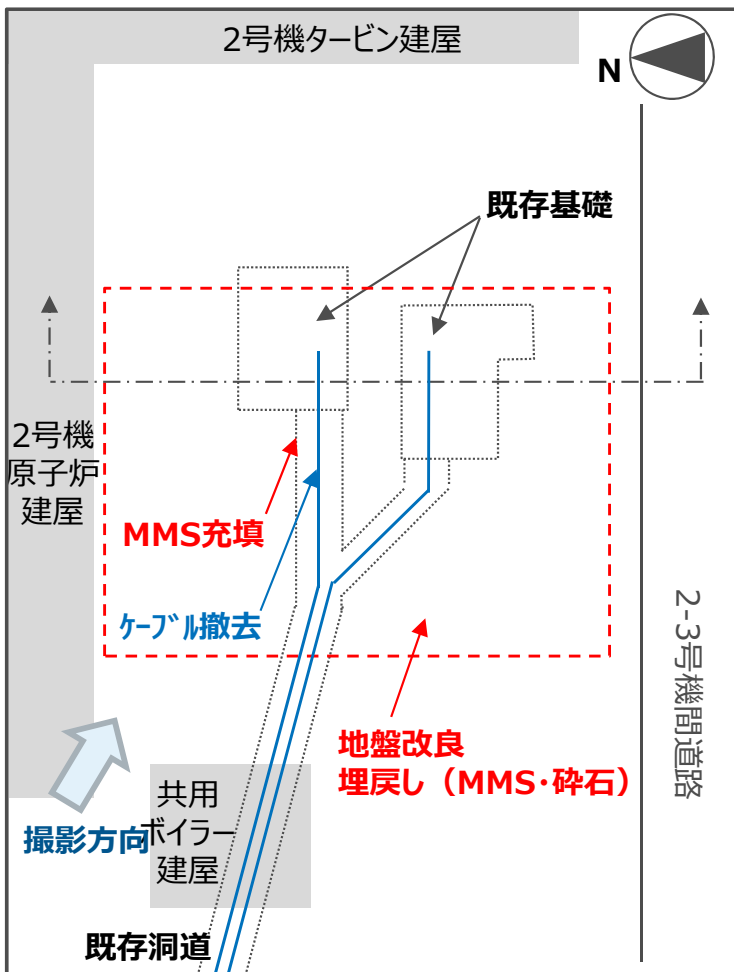 2号機タービン建屋
N
既存基礎
2号機
原子炉
建屋
MMS充填
ｹｰﾌﾞﾙ撤去
2-3号機間道路
地盤改良
埋戻し（MMS・砕石）
撮影方向
共用
ボイラー
建屋
既存洞道